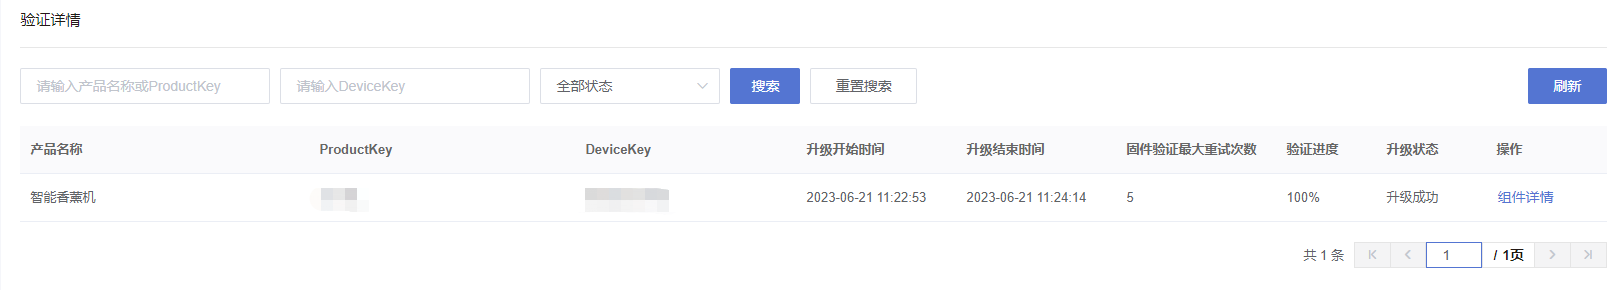 验证详情
请输入产品名称或ProductKey 请输入DeviceKey 全部状态 搜索 重置搜索 刷新
产品名称 ProductKey DeviceKey 升级开始时间 升级结束时间 固件验证最大重试次数 验证进度 升级状态 操作
智能香薰机 2023-06-21 11:22:53 2023-06-21 11:24:14 5 100% 升级成功 组件详情
共 1 条 1 / 1页